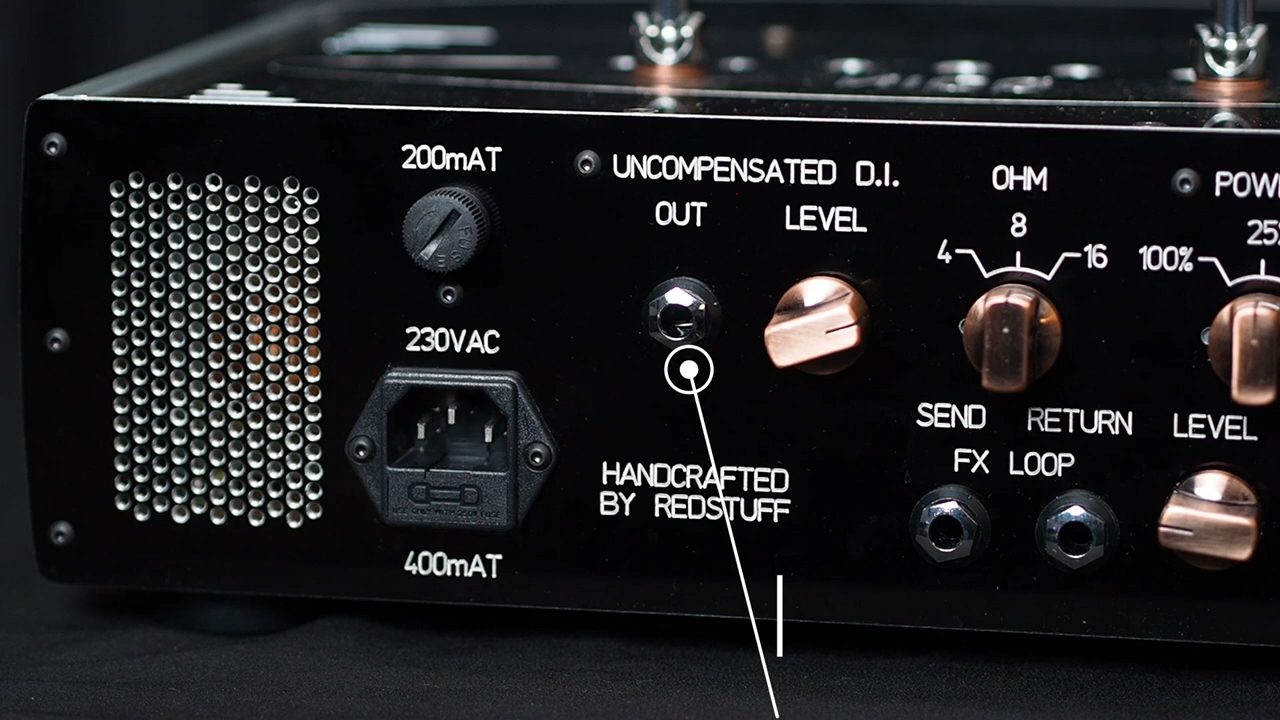 200mAT
FUSE
230VAC
400mAT
UNCOMPENSATED D.I.
OUT
LEVEL
HANDCRAFTED
BY REDSTUFF
OHM
4
8
16
100%
SEND
RETURN
LEVEL
FX LOOP